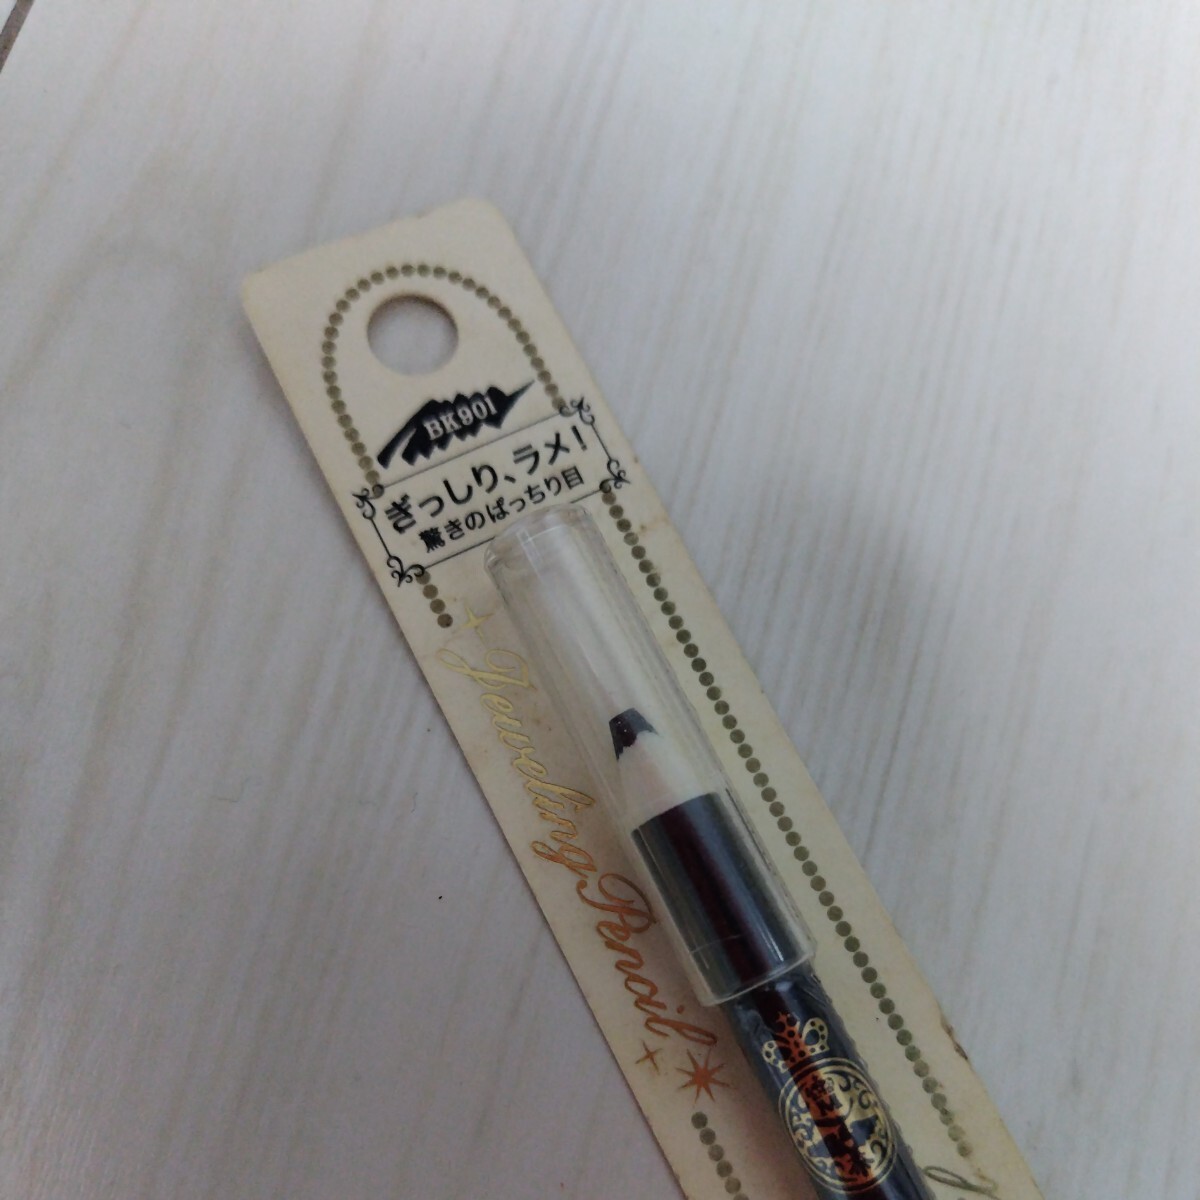 BK901
ぎっしり、ラメ!
驚きのぱっちり目
Jeweling Pencil